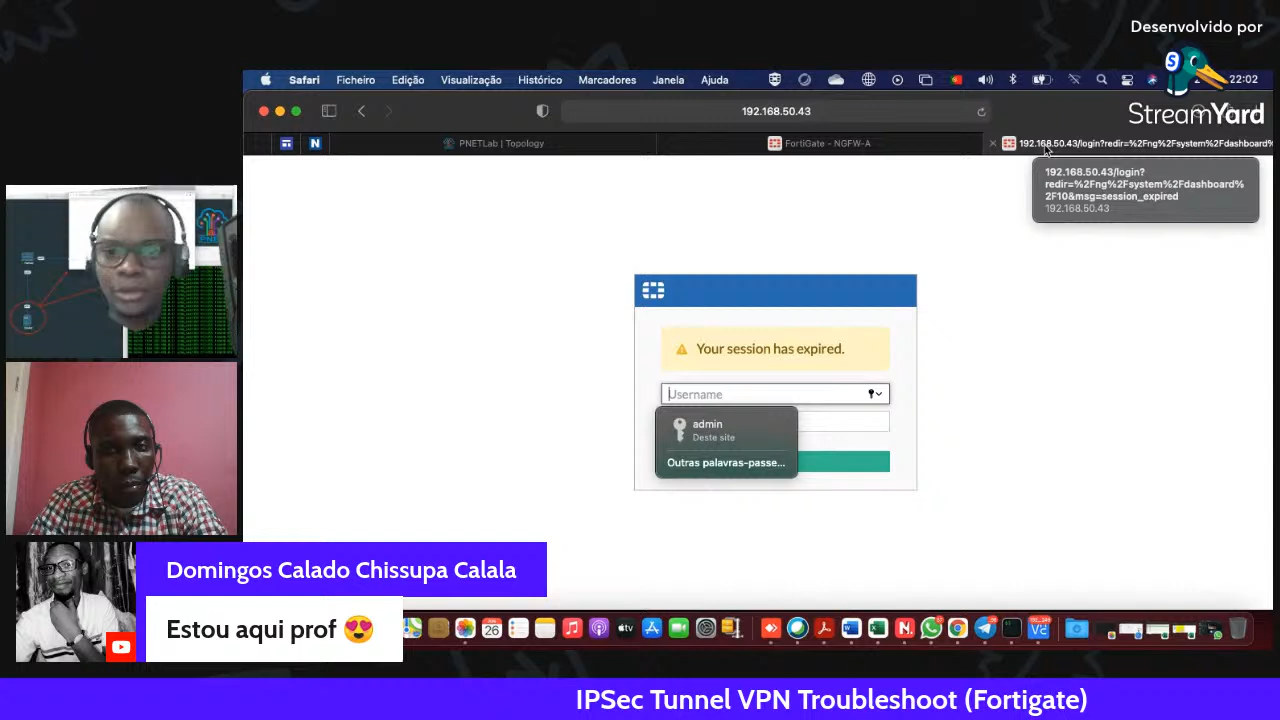 Desenvolvido por
StreamYard
Safari Ficheiro Edição Visualização Histórico Marcadores Janela Ajuda
22:02
192.168.50.43
PNETLab | Topology
FortiGate - NGFW-A
192.168.50.43/login?redir=%2Fng%2Fsystem%2Fdashboard%
192.168.50.43/login?
redir=%2Fng%2Fsystem%2Fdashboard%
2F10&msg=session_expired
192.168.50.43
Your session has expired.
Username
admin
Deste site
Outras palavras-passe...
Domingos Calado Chissupa Calala
Estou aqui prof 😍
26
IPSec Tunnel VPN Troubleshoot (Fortigate)